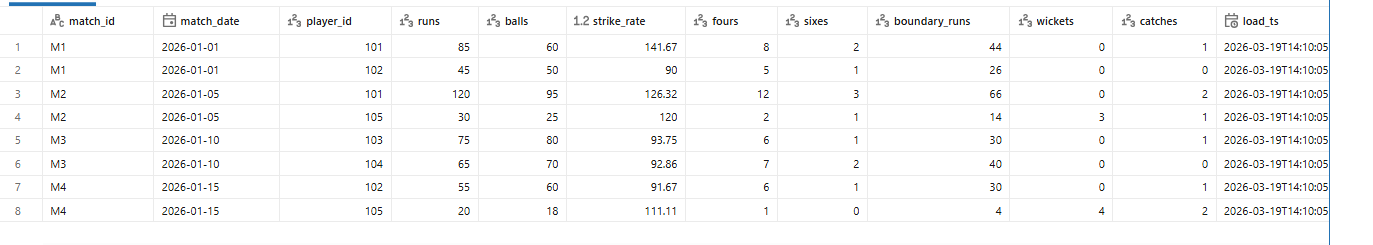 match_id match_date player_id runs balls 1.2 strike_rate fours sixes boundary_runs wickets catches load_ts
1 M1 2026-01-01 101 85 60 141.67 8 2 44 0 1 2026-03-19T14:10:05
2 M1 2026-01-01 102 45 50 90 5 1 26 0 0 2026-03-19T14:10:05
3 M2 2026-01-05 101 120 95 126.32 12 3 66 0 2 2026-03-19T14:10:05
4 M2 2026-01-05 105 30 25 120 2 1 14 3 1 2026-03-19T14:10:05
5 M3 2026-01-10 103 75 80 93.75 6 1 30 0 1 2026-03-19T14:10:05
6 M3 2026-01-10 104 65 70 92.86 7 2 40 0 0 2026-03-19T14:10:05
7 M4 2026-01-15 102 55 60 91.67 6 1 30 0 1 2026-03-19T14:10:05
8 M4 2026-01-15 105 20 18 111.11 1 0 4 4 2 2026-03-19T14:10:05